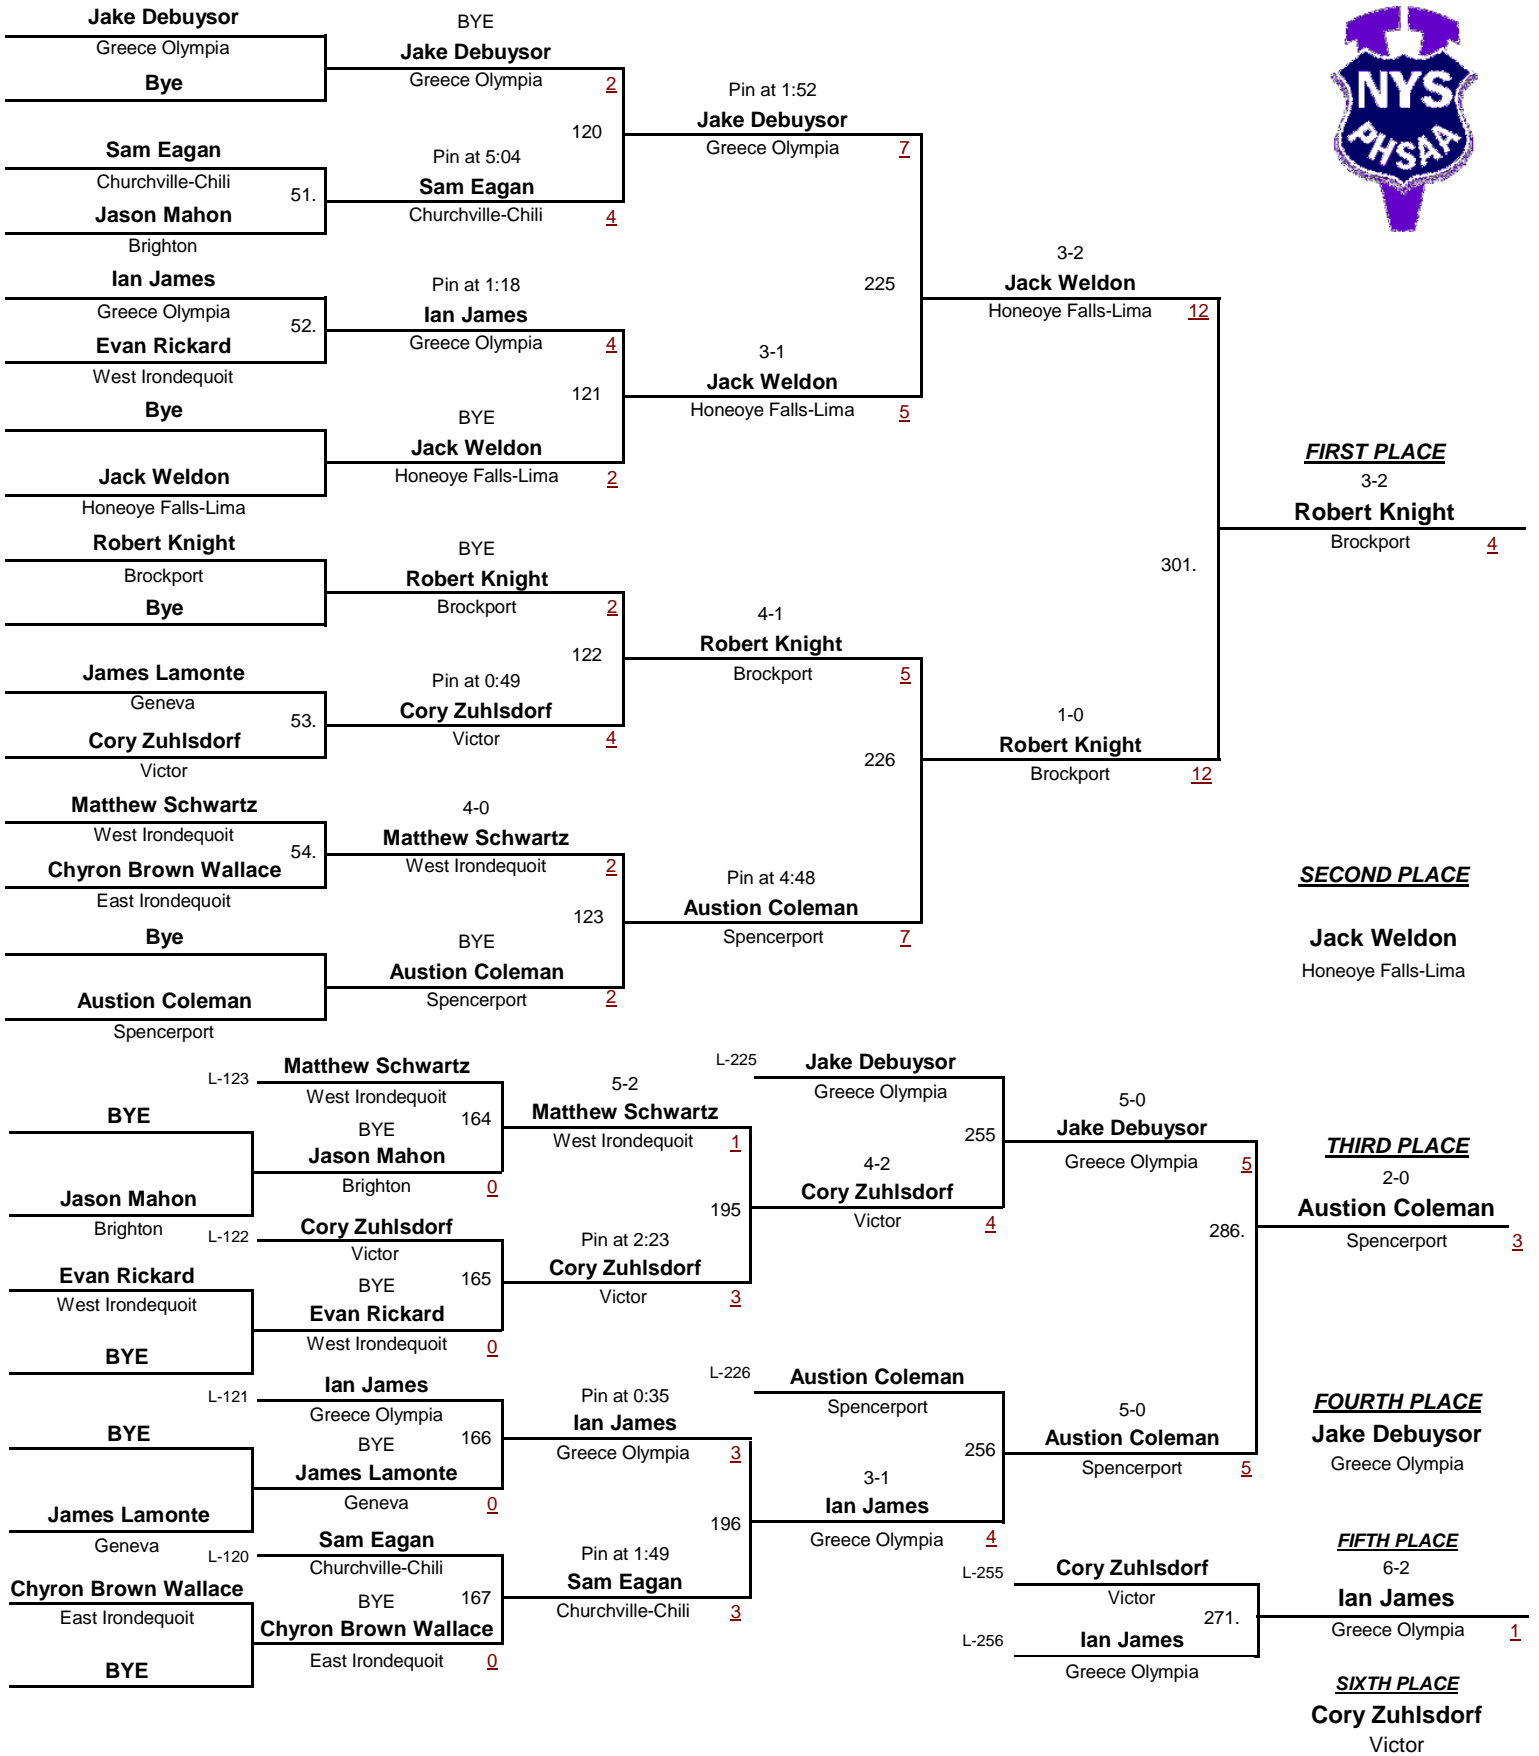 Jake Debuysor
Greece Olympia
Bye
Sam Eagan
Churchville-Chili
51.
Jason Mahon
Brighton
Ian James
Greece Olympia
52.
Evan Rickard
West Irondequoit
Bye
Jack Weldon
Honeoye Falls-Lima
Robert Knight
Brockport
Bye
James Lamonte
Geneva
53.
Cory Zuhlsdorf
Victor
Matthew Schwartz
West Irondequoit
54.
Chyron Brown Wallace
East Irondequoit
Bye
Austion Coleman
Spencerport
BYE
Jake Debuysor
Greece Olympia 2
120
Pin at 5:04
Sam Eagan
Churchville-Chili 4
Pin at 1:18
Ian James
Greece Olympia 4
121
BYE
Jack Weldon
Honeoye Falls-Lima 2
BYE
Robert Knight
Brockport 2
122
Pin at 0:49
Cory Zuhlsdorf
Victor 4
4-0
Matthew Schwartz
West Irondequoit 2
123
BYE
Austion Coleman
Spencerport 2
Pin at 1:52
Jake Debuysor
Greece Olympia 7
225
3-1
Jack Weldon
Honeoye Falls-Lima 5
4-1
Robert Knight
Brockport 5
226
Pin at 4:48
Austion Coleman
Spencerport 7
3-2
Jack Weldon
Honeoye Falls-Lima 12
301.
1-0
Robert Knight
Brockport 12
NYS
PHSAA
FIRST PLACE
3-2
Robert Knight
Brockport 4
SECOND PLACE
Jack Weldon
Honeoye Falls-Lima
BYE
Jason Mahon
Brighton
Evan Rickard
West Irondequoit
BYE
BYE
James Lamonte
Geneva
Chyron Brown Wallace
East Irondequoit
BYE
L-123
Matthew Schwartz
West Irondequoit
164
BYE
Jason Mahon
Brighton 0
L-122
Cory Zuhlsdorf
Victor
165
BYE
Evan Rickard
West Irondequoit 0
L-121
Ian James
Greece Olympia
166
BYE
James Lamonte
Geneva 0
L-120
Sam Eagan
Churchville-Chili
167
BYE
Chyron Brown Wallace
East Irondequoit 0
5-2
Matthew Schwartz
West Irondequoit 1
195
Pin at 2:23
Cory Zuhlsdorf
Victor 3
Pin at 0:35
Ian James
Greece Olympia 3
196
Pin at 1:49
Sam Eagan
Churchville-Chili 3
L-225
Jake Debuysor
Greece Olympia
255
4-2
Cory Zuhlsdorf
Victor 4
L-226
Austion Coleman
Spencerport
256
3-1
Ian James
Greece Olympia 4
5-0
Jake Debuysor
Greece Olympia 5
286.
5-0
Austion Coleman
Spencerport 5
L-255
Cory Zuhlsdorf
Victor
271.
L-256
Ian James
Greece Olympia
THIRD PLACE
2-0
Austion Coleman
Spencerport 3
FOURTH PLACE
Jake Debuysor
Greece Olympia
FIFTH PLACE
6-2
Ian James
Greece Olympia 1
SIXTH PLACE
Cory Zuhlsdorf
Victor